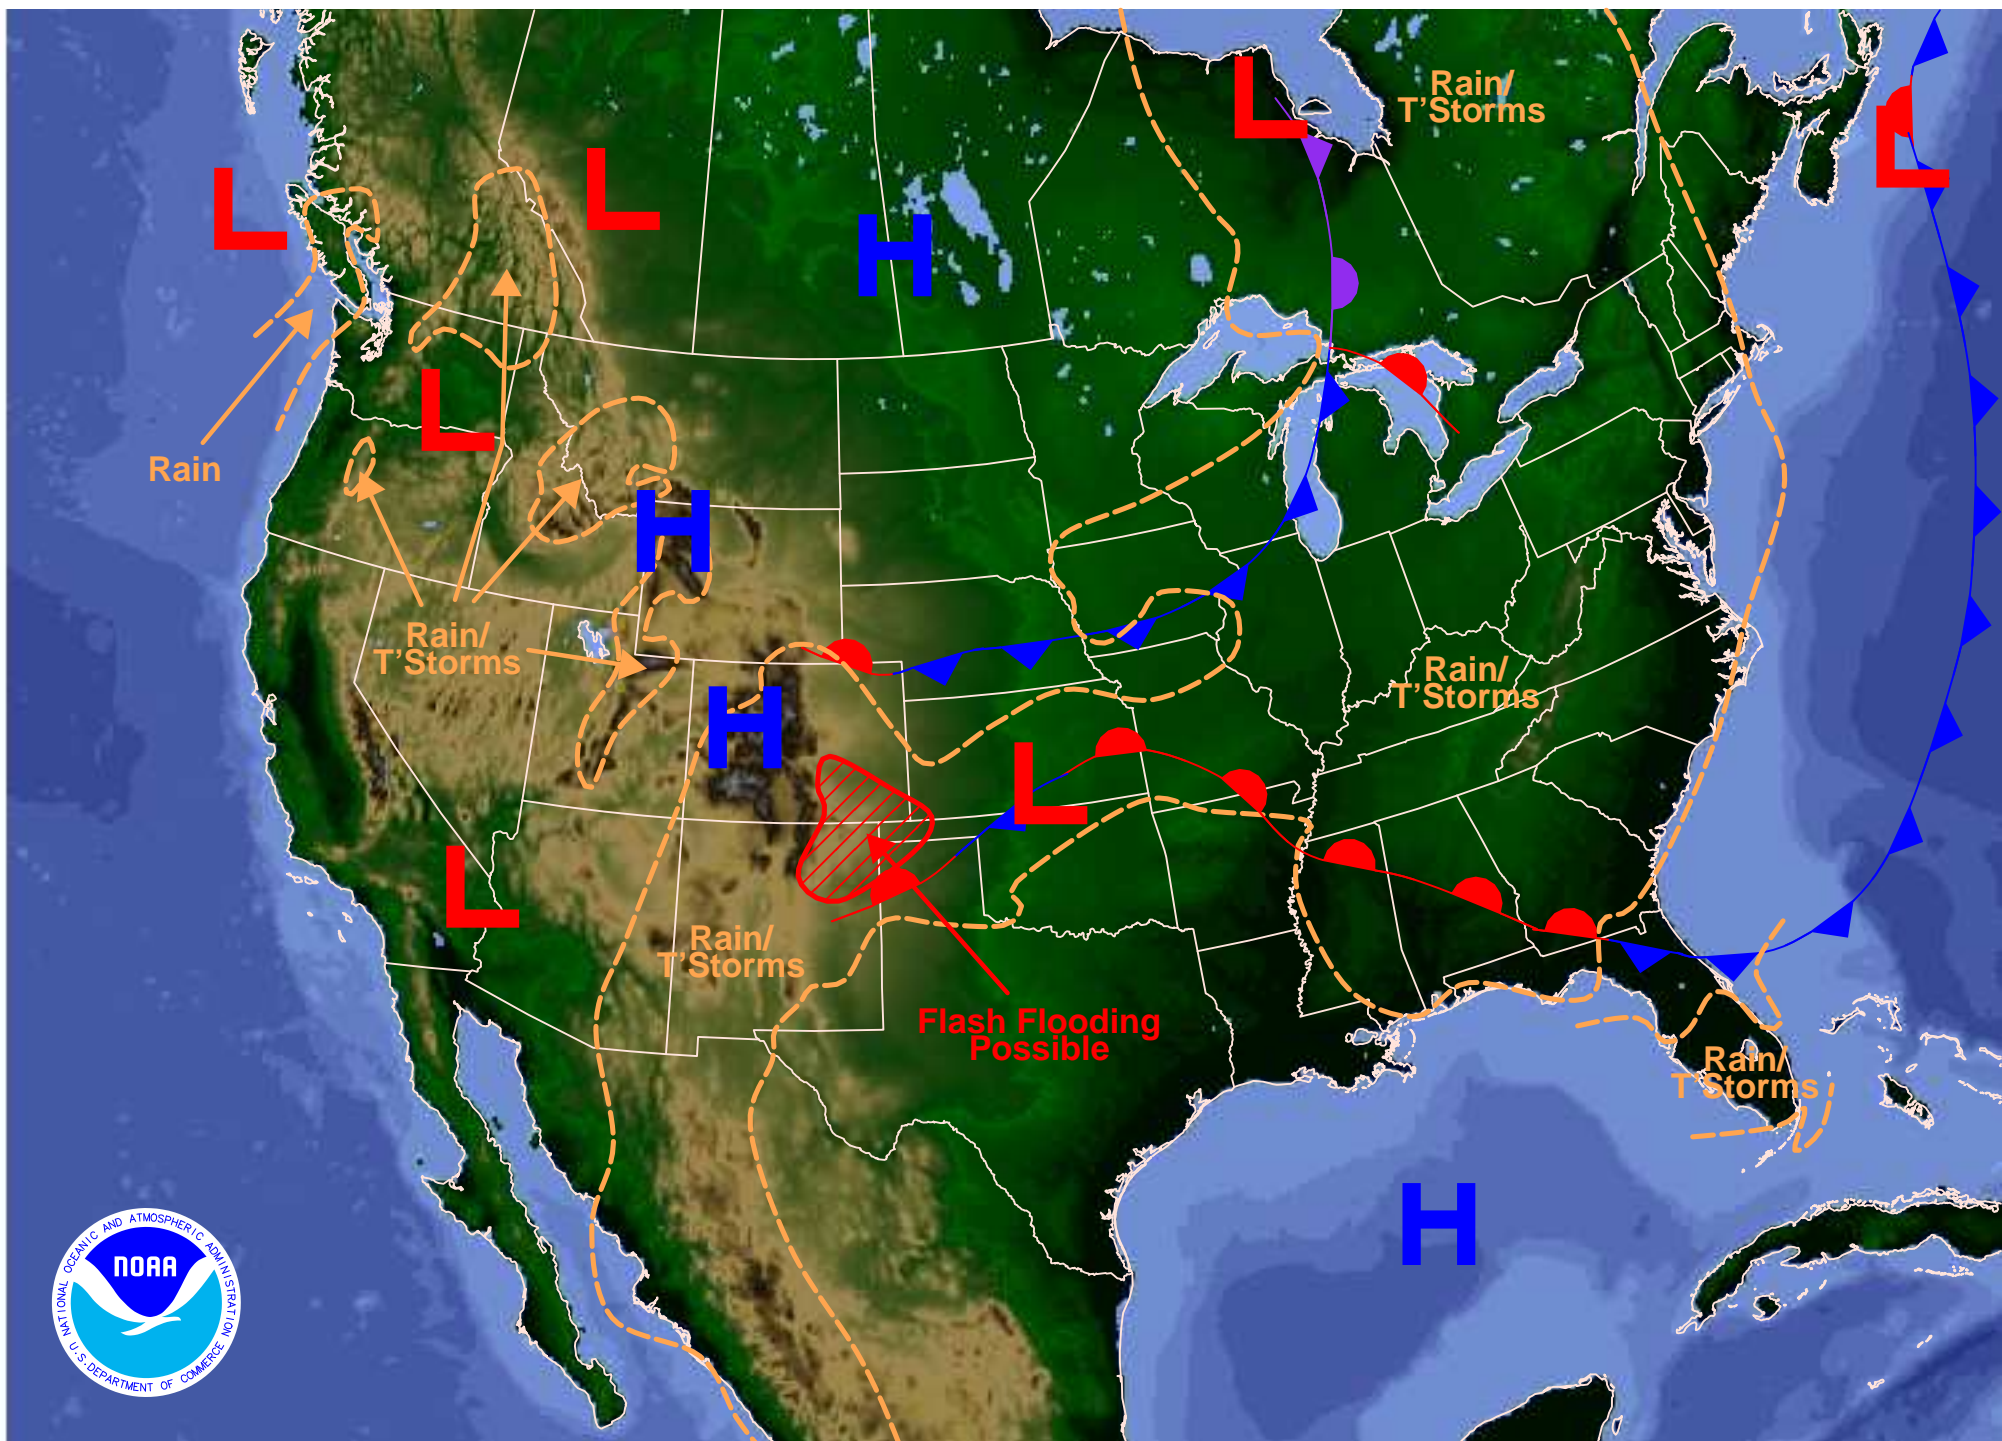 Rain/
T'Storms
L
L
L
L
H
L
Rain
H
Rain/
T'Storms
Rain/
T'Storms
H
L
L
Rain/
T'Storms
Flash Flooding
Possible
Rain/
T'Storms
H
NATIONAL OCEANIC AND ATMOSPHERIC ADMINISTRATION
NOAA
U.S. DEPARTMENT OF COMMERCE